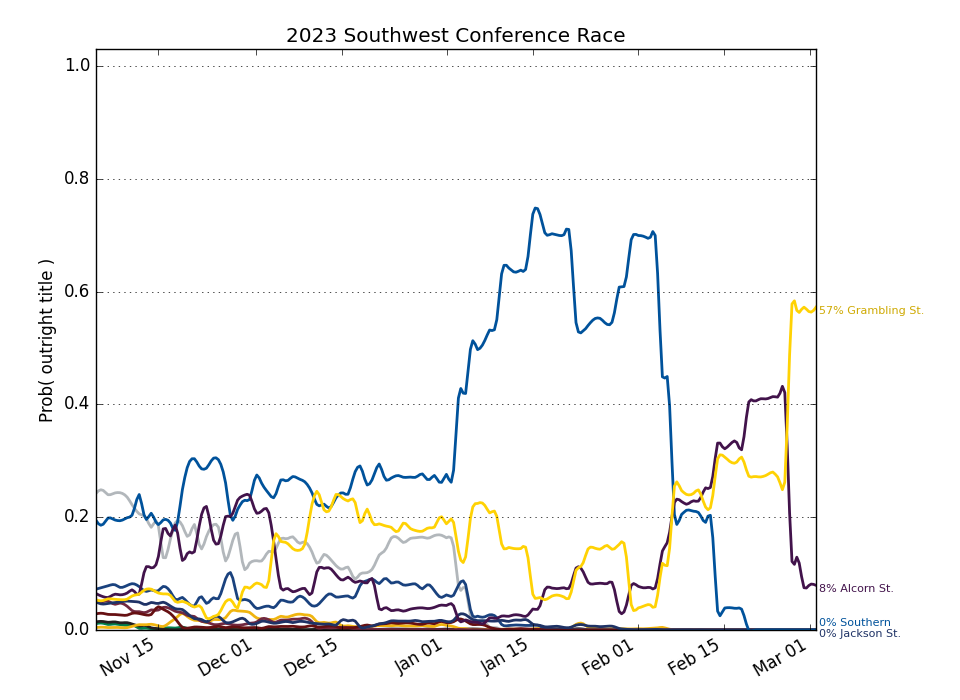 2023 Southwest Conference Race
Prob( outright title )
1.0
0.8
0.6
0.4
0.2
0.0
57% Grambling St.
8% Alcorn St.
0% Southern
0% Jackson St.
Nov 15
Dec 01
Dec 15
Jan 01
Jan 15
Feb 01
Feb 15
Mar 01